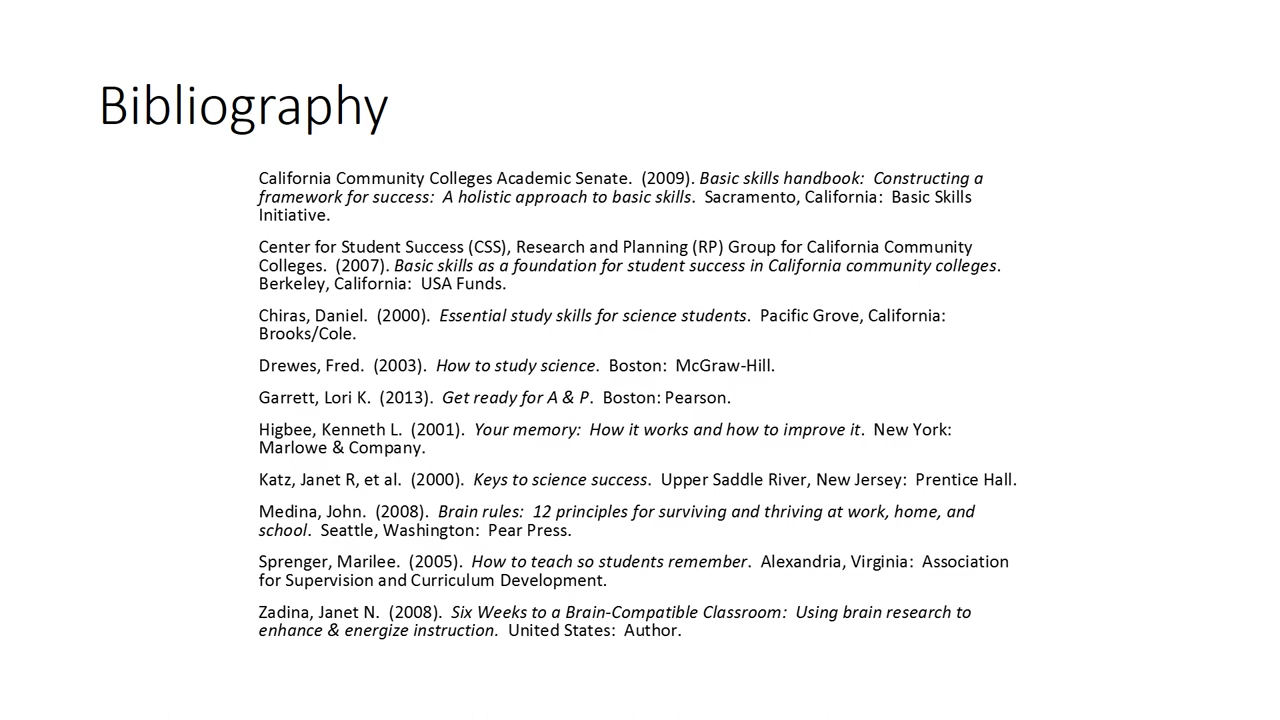 Bibliography
California Community Colleges Academic Senate.  (2009). Basic skills handbook:  Constructing a
framework for success:  A holistic approach to basic skills.  Sacramento, California:  Basic Skills
Initiative.
Center for Student Success (CSS), Research and Planning (RP) Group for California Community
Colleges.  (2007). Basic skills as a foundation for student success in California community colleges.
Berkeley, California:  USA Funds.
Chiras, Daniel.  (2000).  Essential study skills for science students.  Pacific Grove, California:
Brooks/Cole.
Drewes, Fred.  (2003).  How to study science.  Boston:  McGraw-Hill.
Garrett, Lori K.  (2013).  Get ready for A & P.  Boston: Pearson.
Higbee, Kenneth L.  (2001).  Your memory:  How it works and how to improve it.  New York:
Marlowe & Company.
Katz, Janet R, et al.  (2000).  Keys to science success.  Upper Saddle River, New Jersey:  Prentice Hall.
Medina, John.  (2008).  Brain rules:  12 principles for surviving and thriving at work, home, and
school.  Seattle, Washington:  Pear Press.
Sprenger, Marilee.  (2005).  How to teach so students remember.  Alexandria, Virginia:  Association
for Supervision and Curriculum Development.
Zadina, Janet N.  (2008).  Six Weeks to a Brain-Compatible Classroom:  Using brain research to
enhance & energize instruction.  United States:  Author.